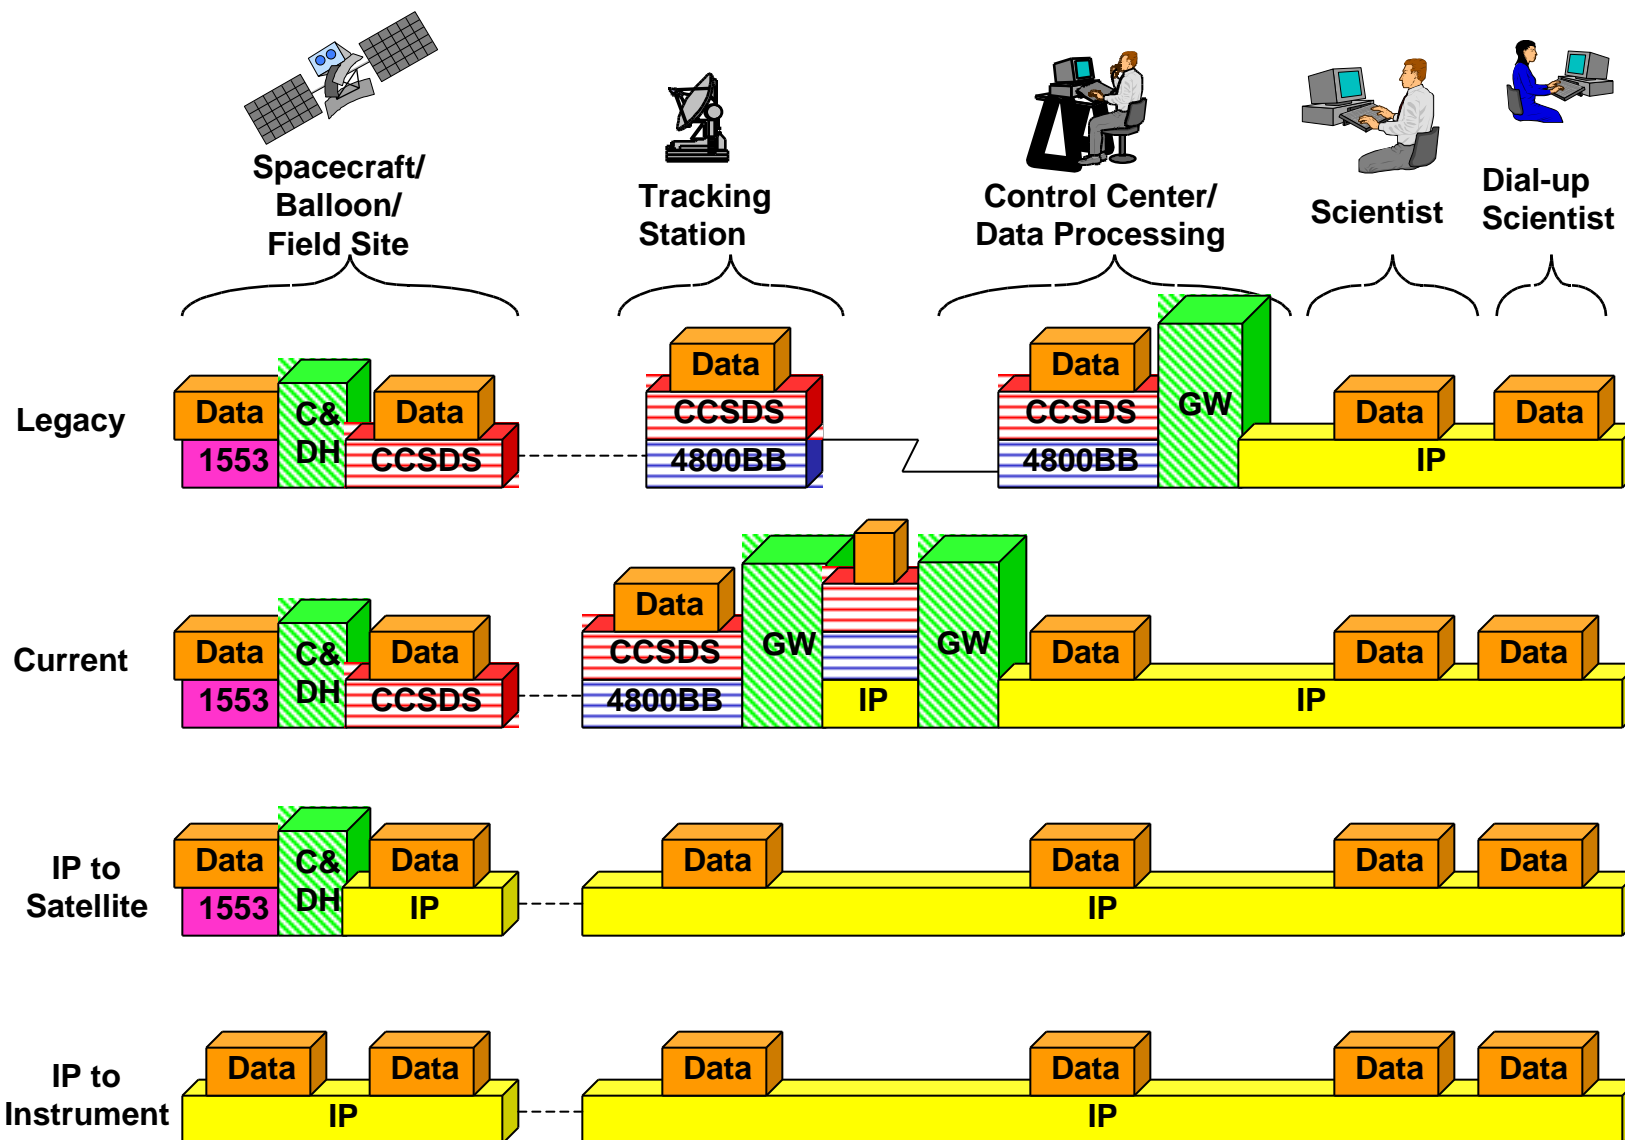 Spacecraft/
Balloon/
Field Site
Tracking
Station
Control Center/
Data Processing
Scientist
Dial-up
Scientist
Legacy
Data
1553
C&
DH
Data
CCSDS
Data
CCSDS
4800BB
Data
CCSDS
4800BB
GW
Data
Data
IP
Current
Data
1553
C&
DH
Data
CCSDS
Data
CCSDS
4800BB
GW
IP
GW
Data
Data
Data
IP
IP to
Satellite
Data
1553
C&
DH
Data
IP
Data
Data
Data
Data
IP
IP to
Instrument
Data
Data
IP
Data
Data
Data
Data
IP